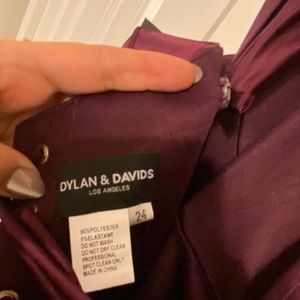 DYLAN & DAVIDS
LOS ANGELES
24
95%POLYESTER
5%ELASTANE
DO NOT WASH
DO NOT DRY CLEAN
PROFESSIONAL
SPOT CLEAN ONLY
MADE IN CHINA